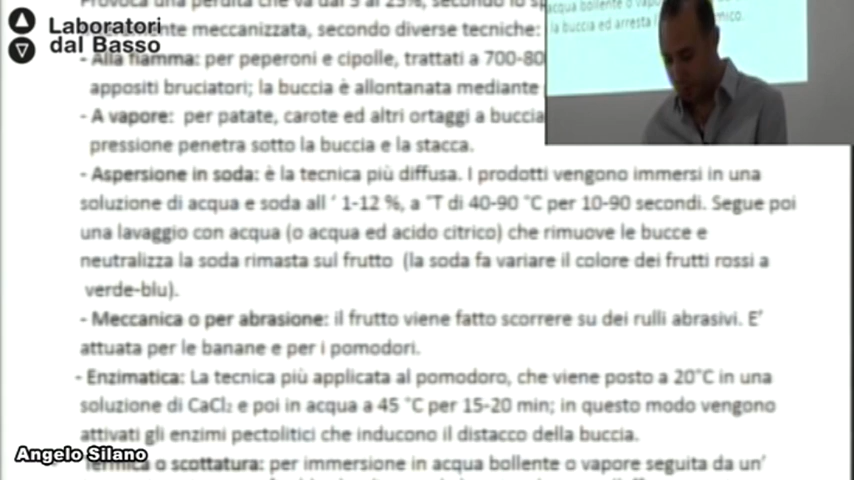 Laboratori
dal Basso
Provoca una perdita che va dal 5 al 25%, secondo lo
meccanizzata, secondo diverse tecniche:
acqua bollente o
la buccia ed arresta
- Alla fiamma: per peperoni e cipolle, trattati a 700-80
appositi bruciatori; la buccia è allontanata mediante
- A vapore: per patate, carote ed altri ortaggi a buccia
pressione penetra sotto la buccia e la stacca.
- Aspersione in soda: è la tecnica più diffusa. I prodotti vengono immersi in una
soluzione di acqua e soda all ' 1-12 %, a °T di 40-90 °C per 10-90 secondi. Segue poi
una lavaggio con acqua (o acqua ed acido citrico) che rimuove le bucce e
neutralizza la soda rimasta sul frutto (la soda fa variare il colore dei frutti rossi a
verde-blu).
- Meccanica o per abrasione: il frutto viene fatto scorrere su dei rulli abrasivi. E'
attuata per le banane e per i pomodori.
- Enzimatica: La tecnica più applicata al pomodoro, che viene posto a 20°C in una
soluzione di CaCl₂ e poi in acqua a 45 °C per 15-20 min; in questo modo vengono
attivati gli enzimi pectolitici che inducono il distacco della buccia.
Angelo Silano
Termica o scottatura: per immersione in acqua bollente o vapore seguita da un'